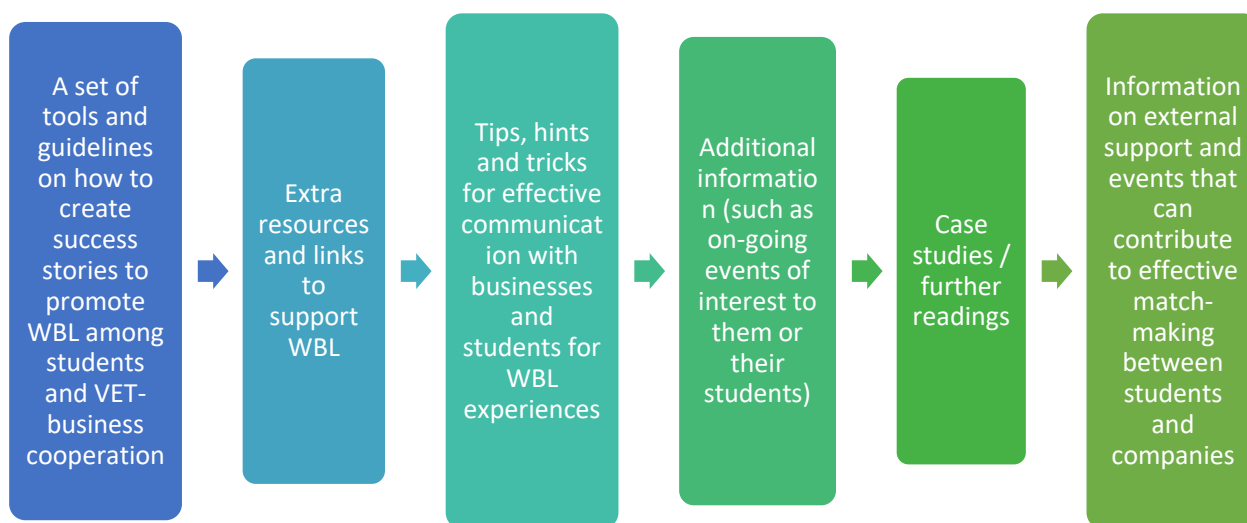 A set of
tools and
guidelines
on how to
create
success
stories to
promote
WBL among
students
and VET-
business
cooperation
Extra
resources
and links
to
support
WBL
Tips, hints
and tricks
for effective
communicat
ion with
businesses
and
students for
WBL
experiences
Additional
informatio
n (such as
on-going
events of
interest to
them or
their
students)
Case
studies /
further
readings
Information
on external
support and
events that
can
contribute
to effective
match-
making
between
students
and
companies